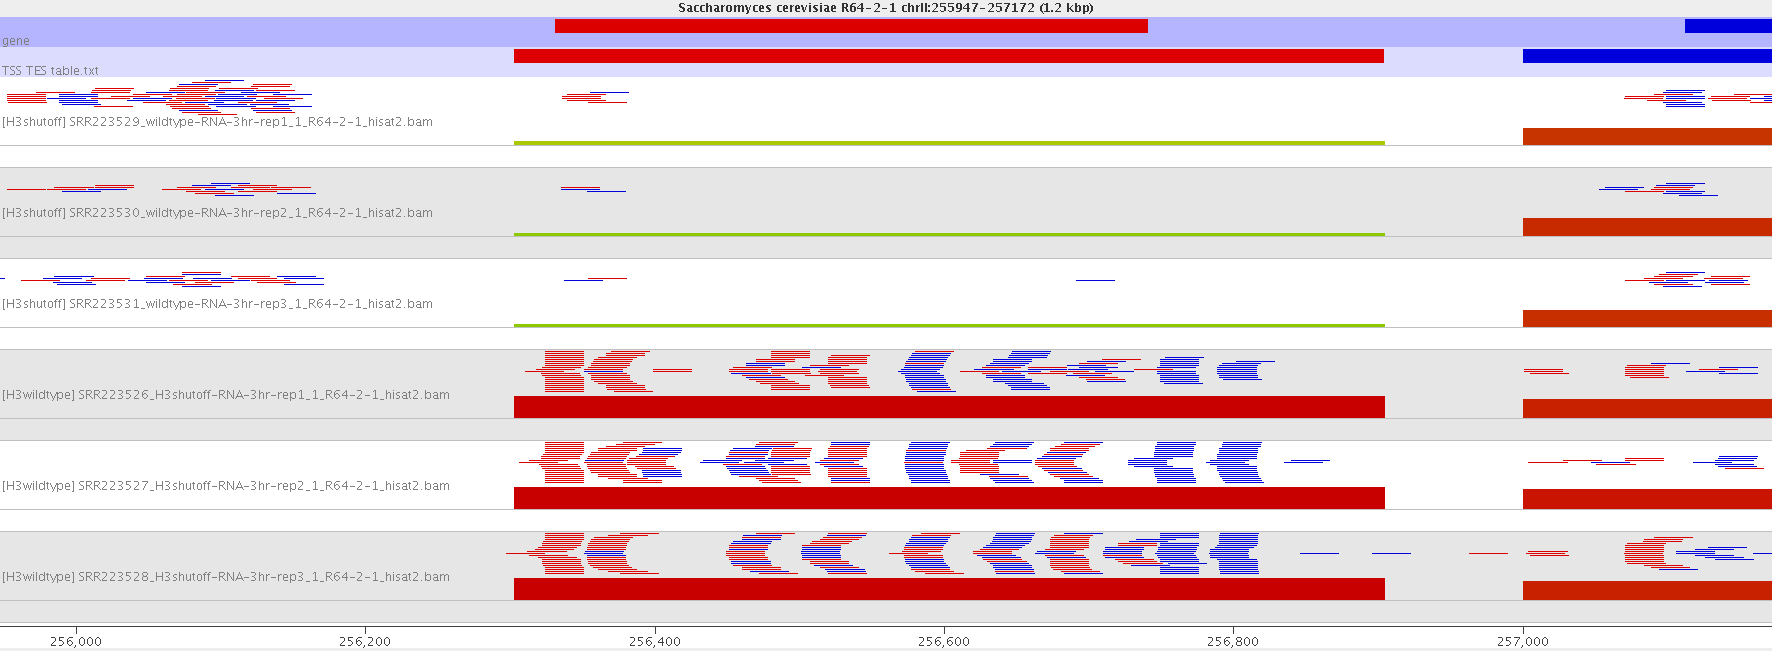 Saccharomyces cerevisiae R64-2-1 chrII:255947-257172 (1.2 kbp)
gene
TSS TES table.txt
[H3shutoff] SRR223529_wildtype-RNA-3hr-rep1_1_R64-2-1_hisat2.bam
[H3shutoff] SRR223530_wildtype-RNA-3hr-rep2_1_R64-2-1_hisat2.bam
[H3shutoff] SRR223531_wildtype-RNA-3hr-rep3_1_R64-2-1_hisat2.bam
[H3wildtype] SRR223526_H3shutoff-RNA-3hr-rep1_1_R64-2-1_hisat2.bam
[H3wildtype] SRR223527_H3shutoff-RNA-3hr-rep2_1_R64-2-1_hisat2.bam
[H3wildtype] SRR223528_H3shutoff-RNA-3hr-rep3_1_R64-2-1_hisat2.bam
256,000 256,200 256,400 256,600 256,800 257,000